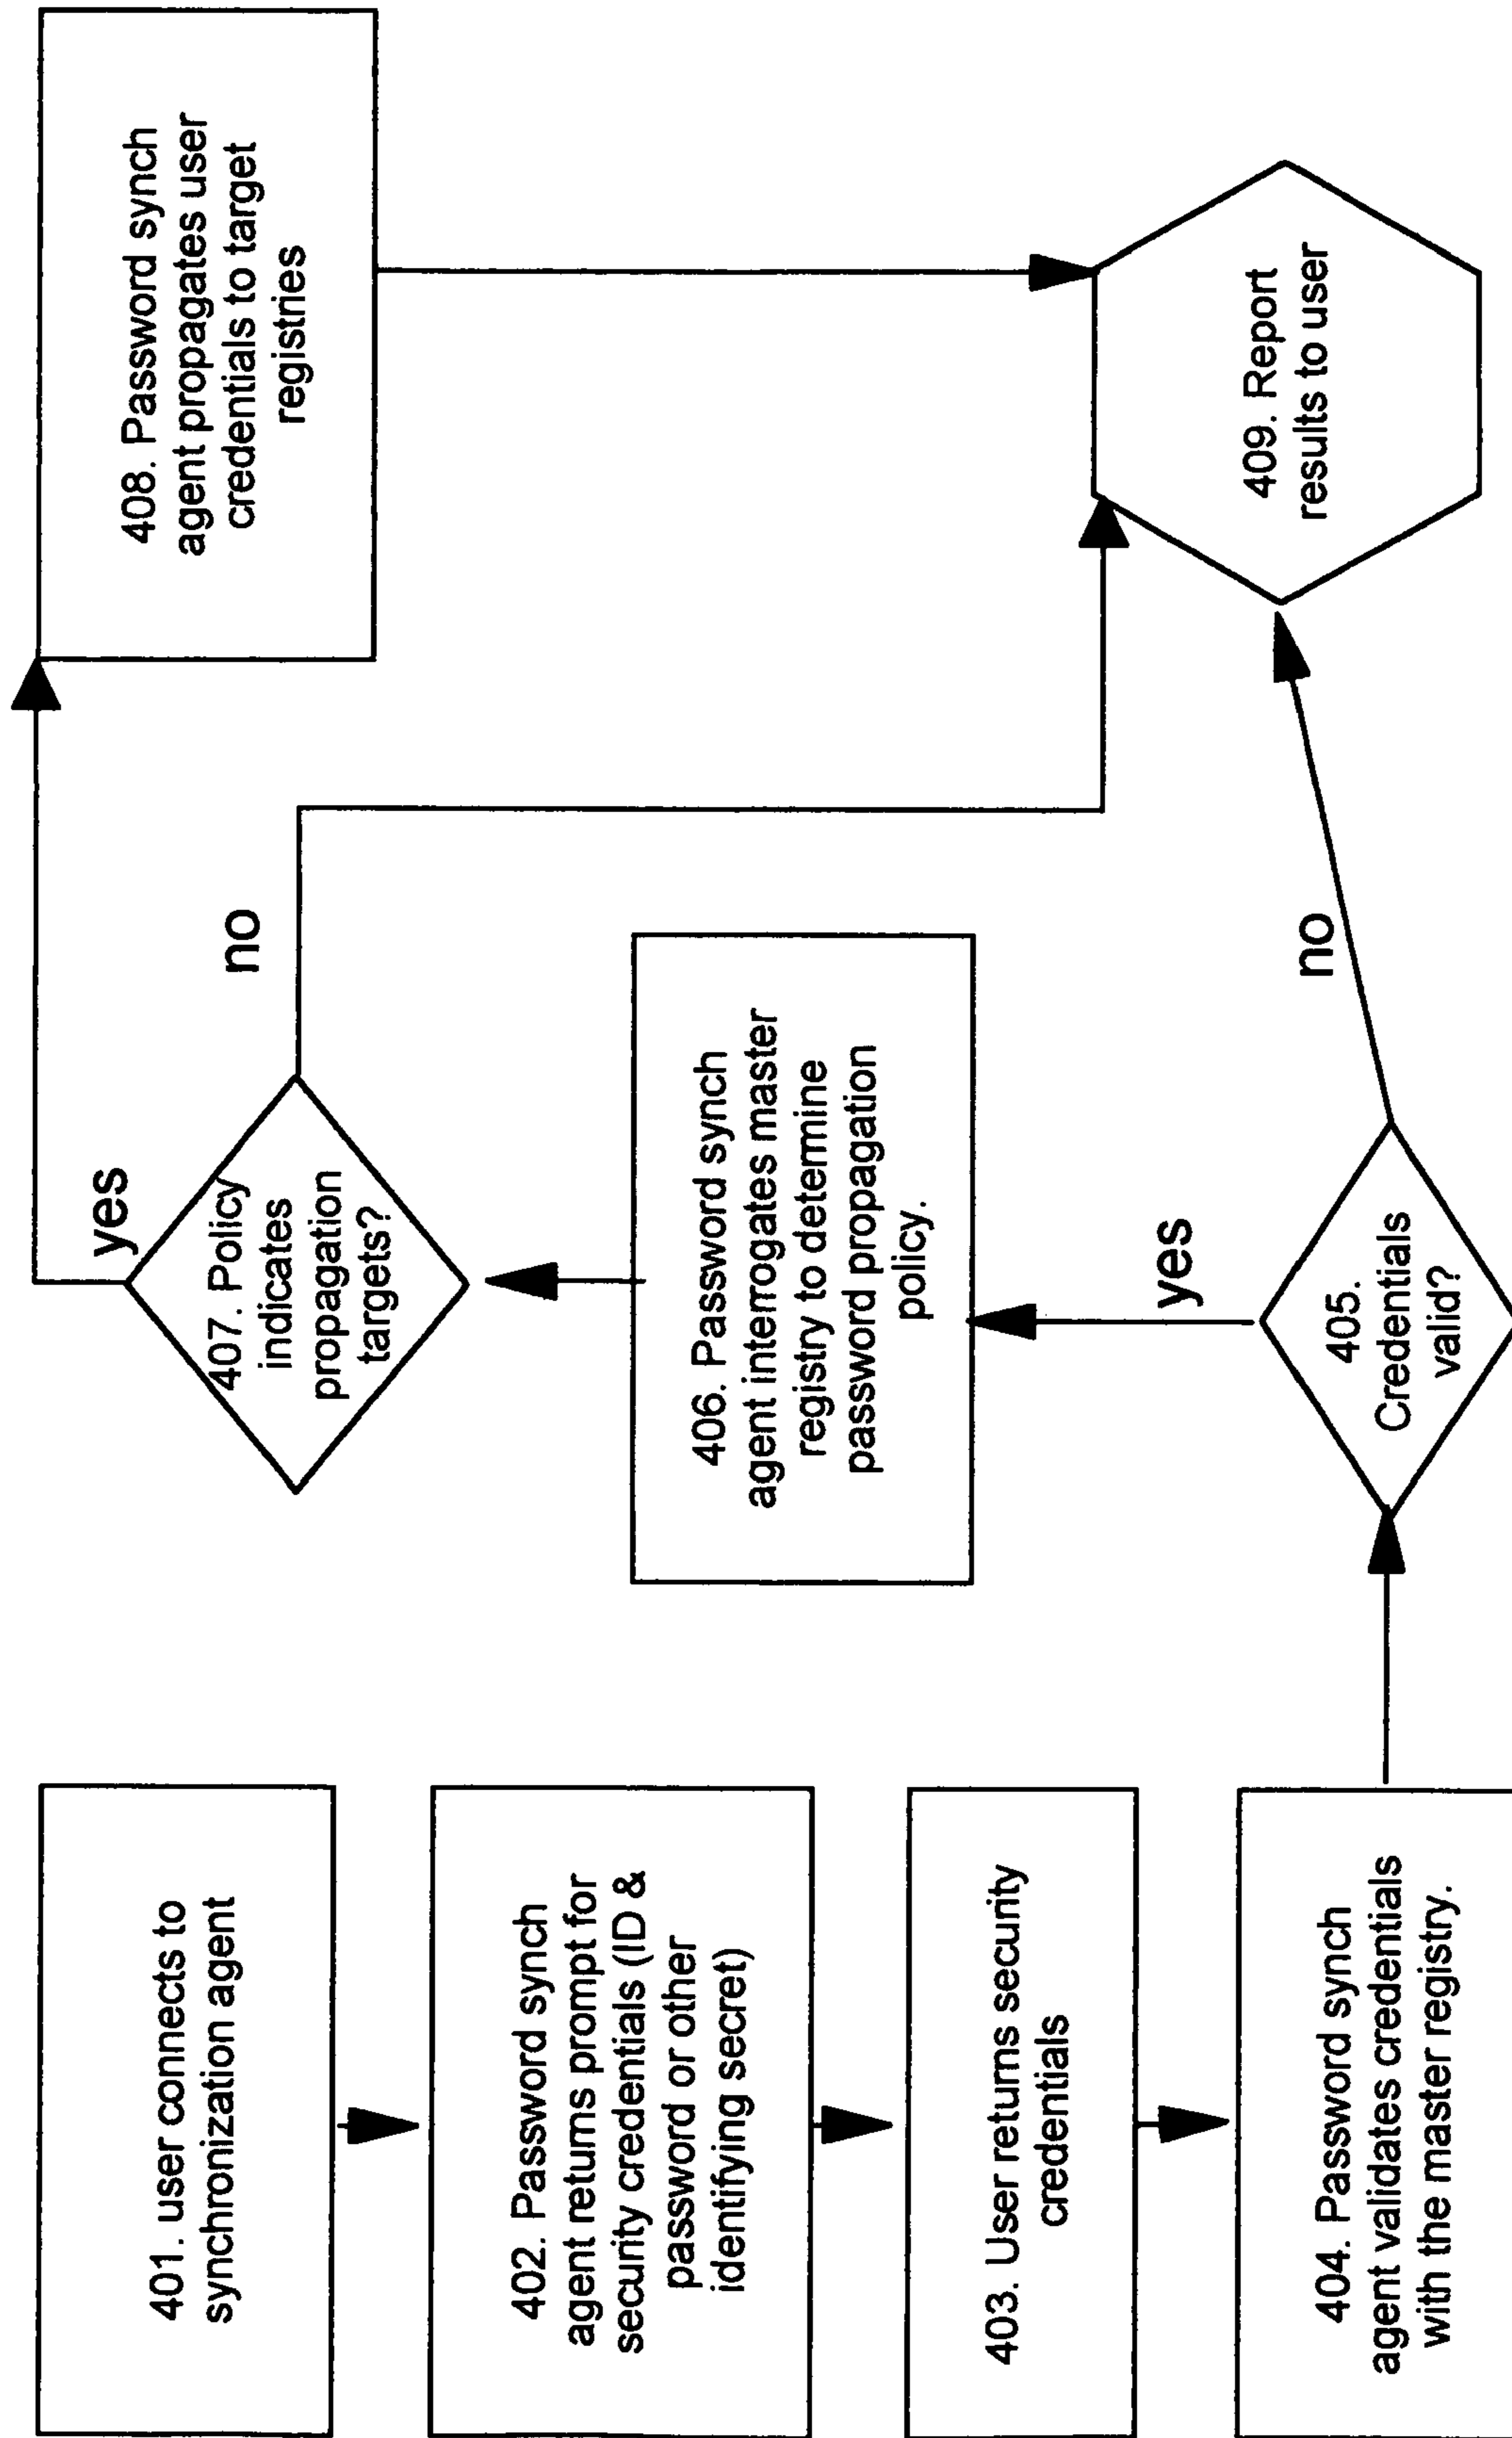 401. user connects to
synchronization agent
402. Password synch
agent returns prompt for
security credentials (ID &
password or other
identifying secret)
403. User returns security
credentials
404. Password synch
agent validates credentials
with the master registry.
405.
Credentials
valid?
yes
no
406. Password synch
agent interrogates master
registry to determine
password propagation
policy.
407. Policy
indicates
propagation
targets?
yes
no
408. Password synch
agent propagates user
credentials to target
registries
409. Report
results to user